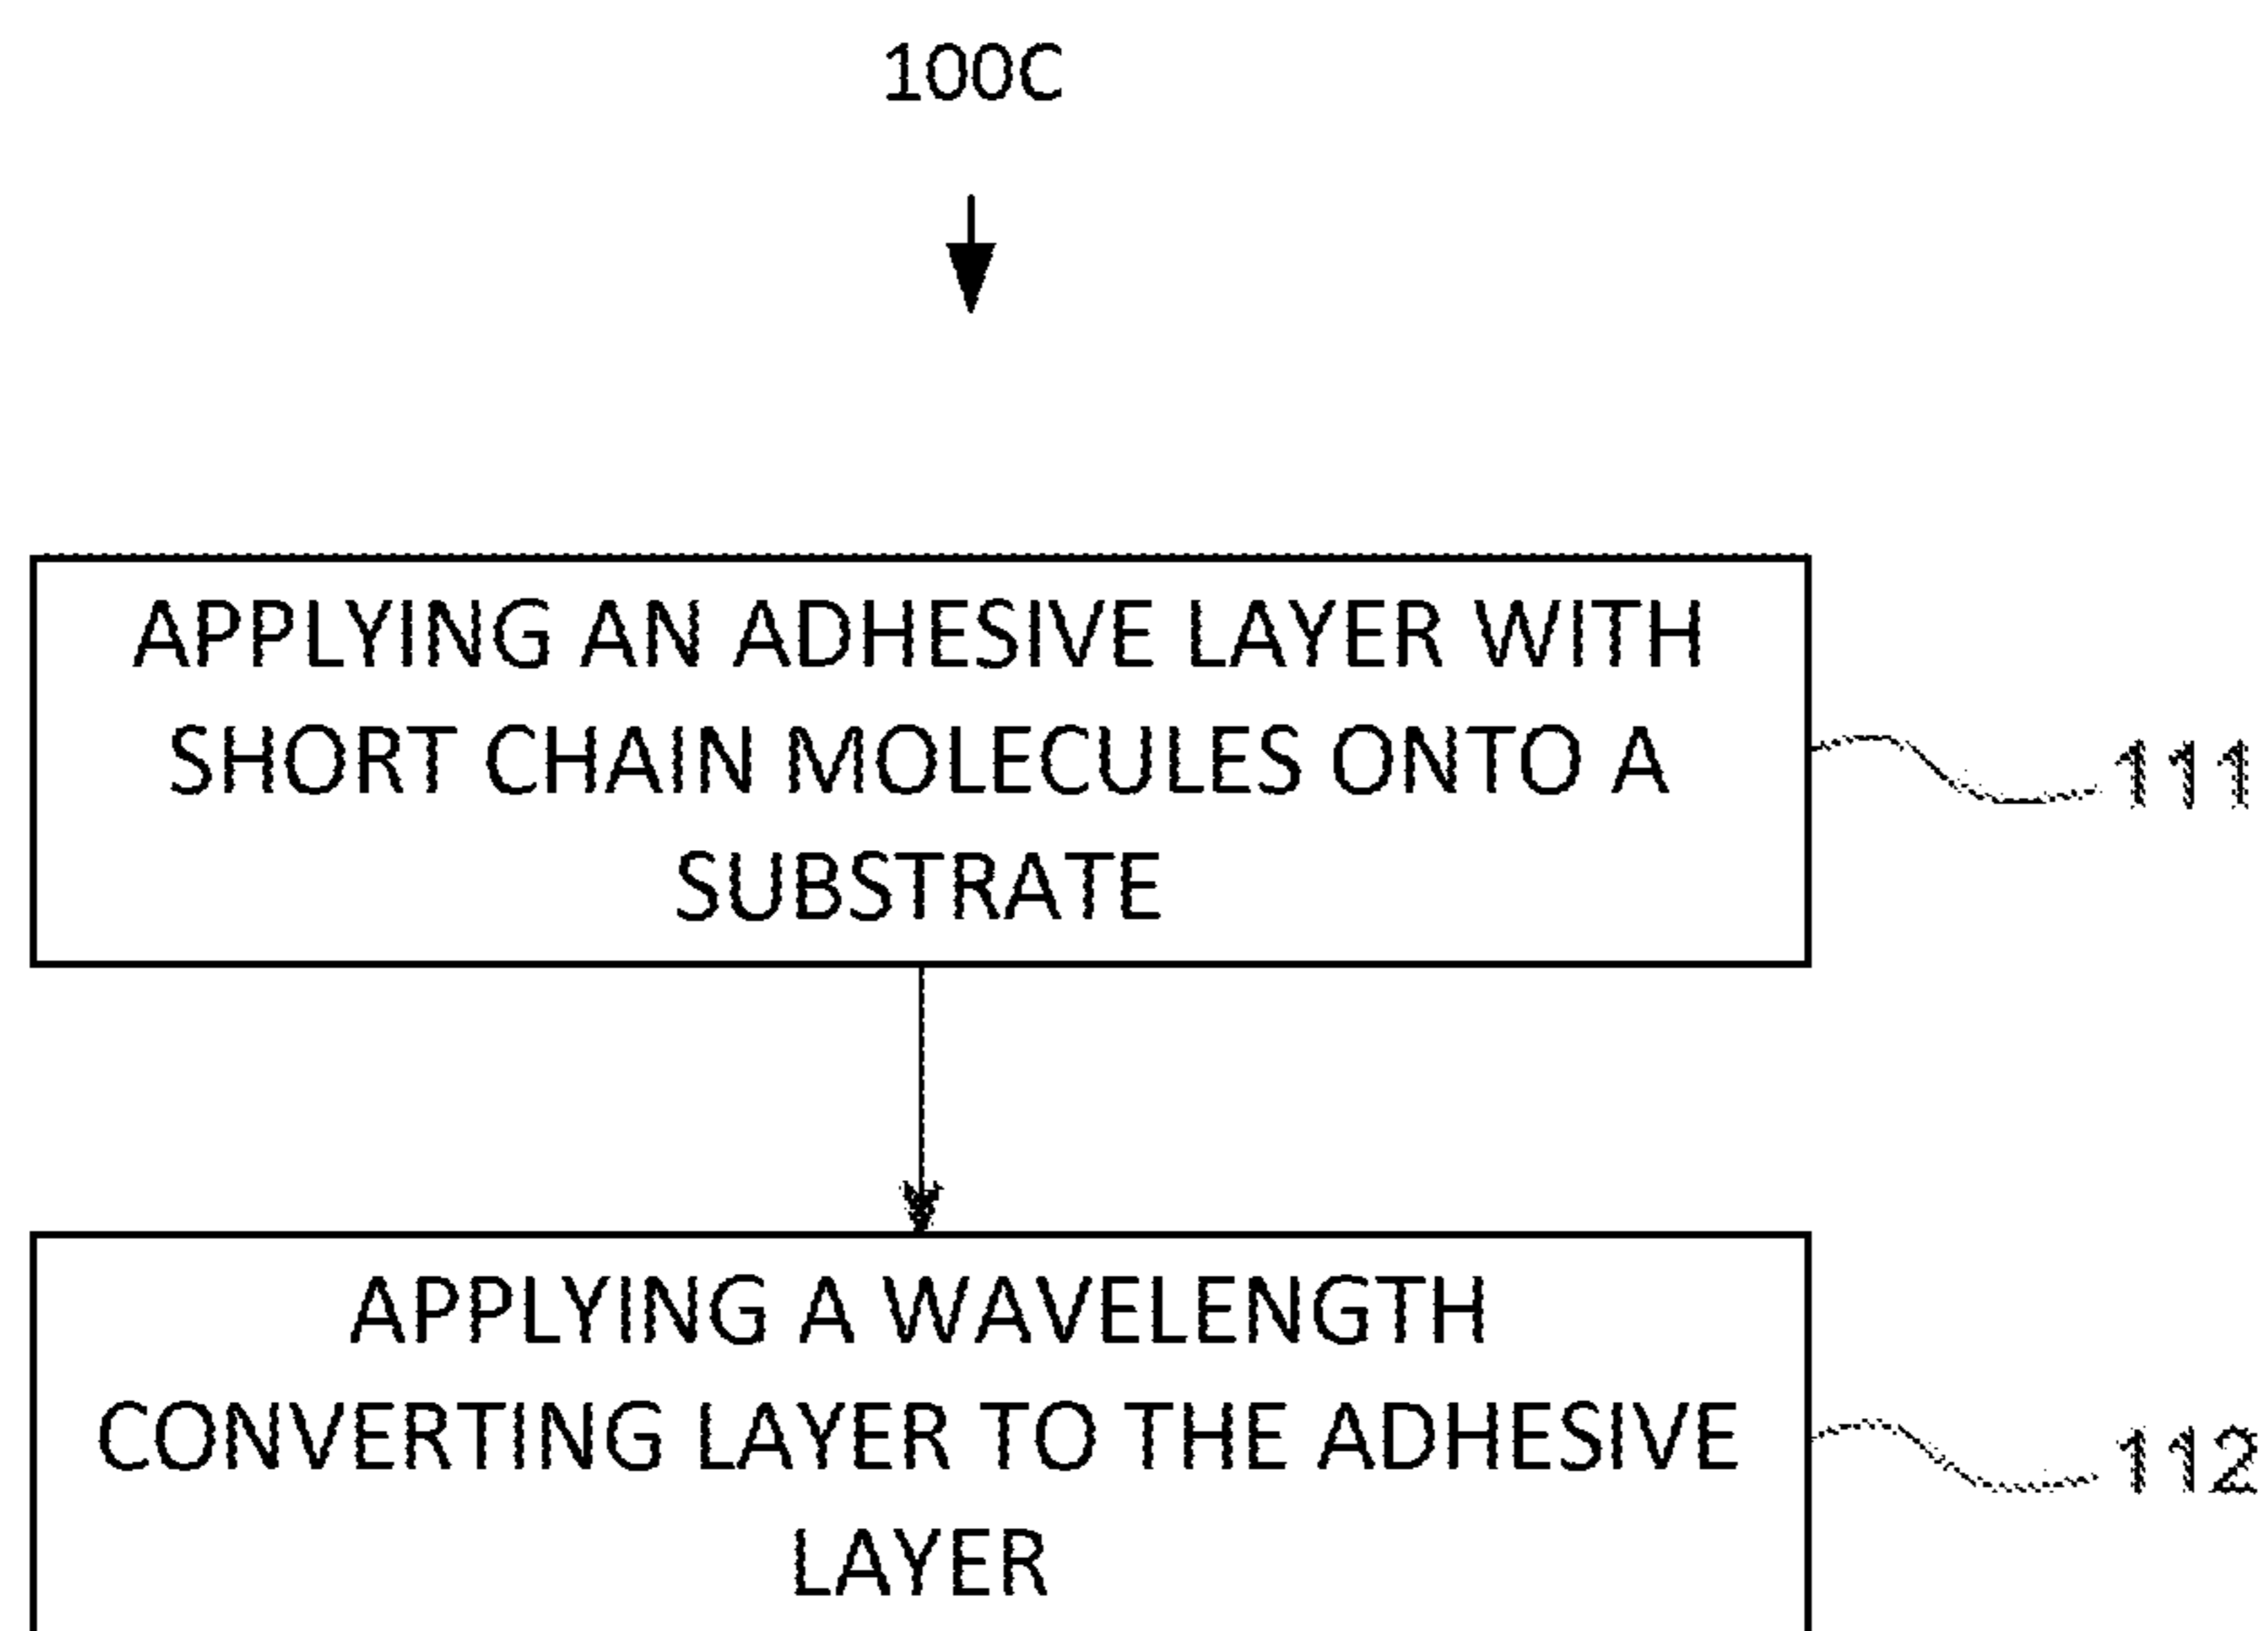 100C
APPLYING AN ADHESIVE LAYER WITH
SHORT CHAIN MOLECULES ONTO A
SUBSTRATE
111
APPLYING A WAVELENGTH
CONVERTING LAYER TO THE ADHESIVE
LAYER
112